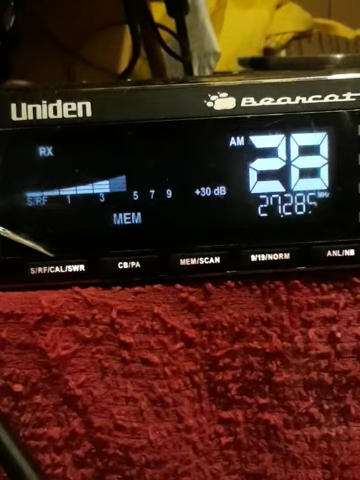 Uniden Bearcat
RX
AM 28
S/RF 1 3 5 7 9 +30 dB
27.285 MHz
MEM
S/RF/CAL/SWR CB/PA MEM/SCAN 9/19/NORM ANL/NB